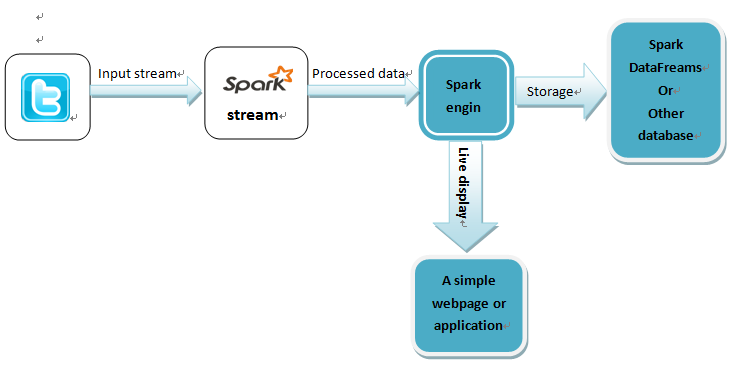 Input stream
Spark
stream
Processed data
Spark
engin
Storage
Spark
DataFreams
Or
Other
database
Live display
A simple
webpage or
application